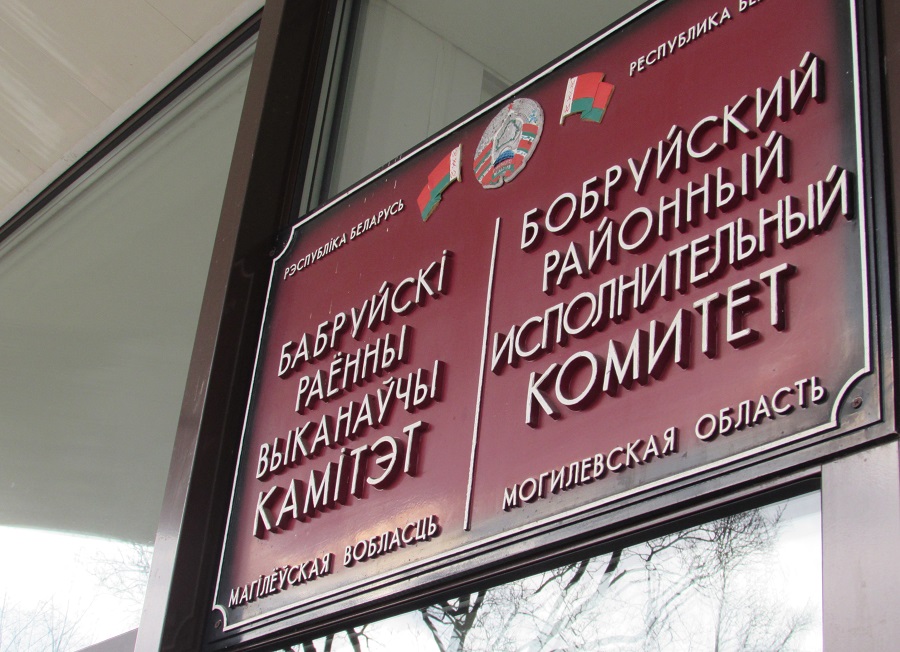 РЭСПУБЛІКА БЕЛАРУСЬ
БАБРУЙСКІ
РАЁННЫ
ВЫКАНАЎЧЫ
КАМІТЭТ
МАГІЛЁЎСКАЯ ВОБЛАСЦЬ
РЕСПУБЛИКА
БОБРУЙСКИЙ
РАЙОННЫЙ
ИСПОЛНИТЕЛЬНЫЙ
КОМИТЕТ
МОГИЛЕВСКАЯ ОБЛАСТЬ